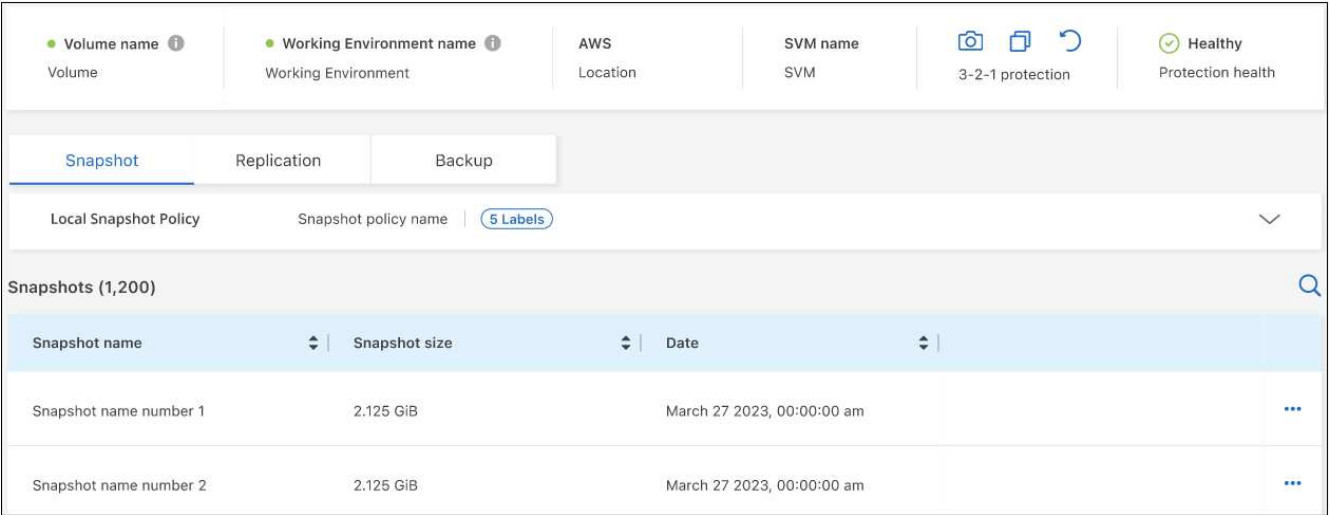 Volume name Working Environment name AWS SVM name Healthy
Volume Working Environment Location SVM 3-2-1 protection Protection health
Snapshot Replication Backup
Local Snapshot Policy Snapshot policy name 5 Labels
Snapshots (1,200)
Snapshot name Snapshot size Date
Snapshot name number 1 2.125 GiB March 27 2023, 00:00:00 am
Snapshot name number 2 2.125 GiB March 27 2023, 00:00:00 am